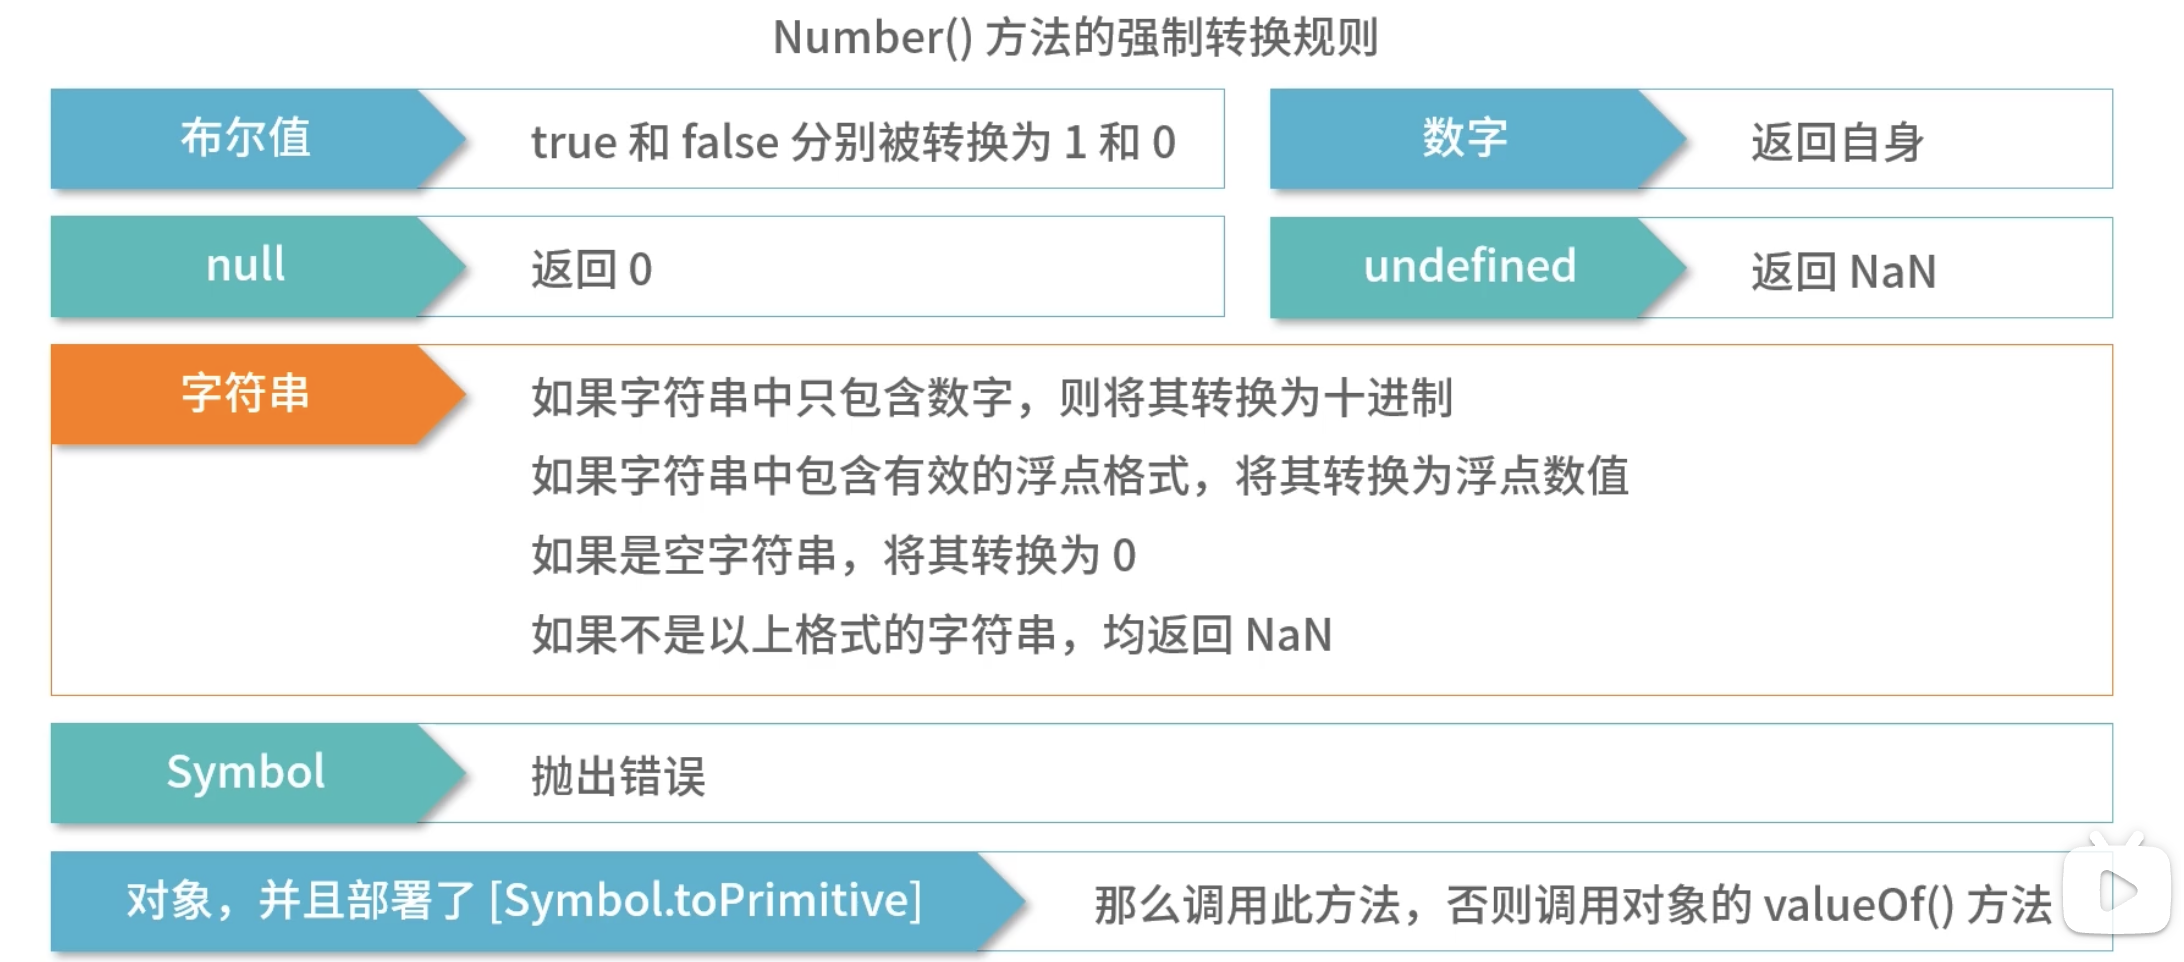 Number() 方法的强制转换规则
布尔值
true 和 false 分别被转换为 1 和 0
数字
返回自身
null
返回 0
undefined
返回 NaN
字符串
如果字符串中只包含数字，则将其转换为十进制
如果字符串中包含有效的浮点格式，将其转换为浮点数值
如果是空字符串，将其转换为 0
如果不是以上格式的字符串，均返回 NaN
Symbol
抛出错误
对象，并且部署了 [Symbol.toPrimitive]
那么调用此方法，否则调用对象的 valueOf() 方法